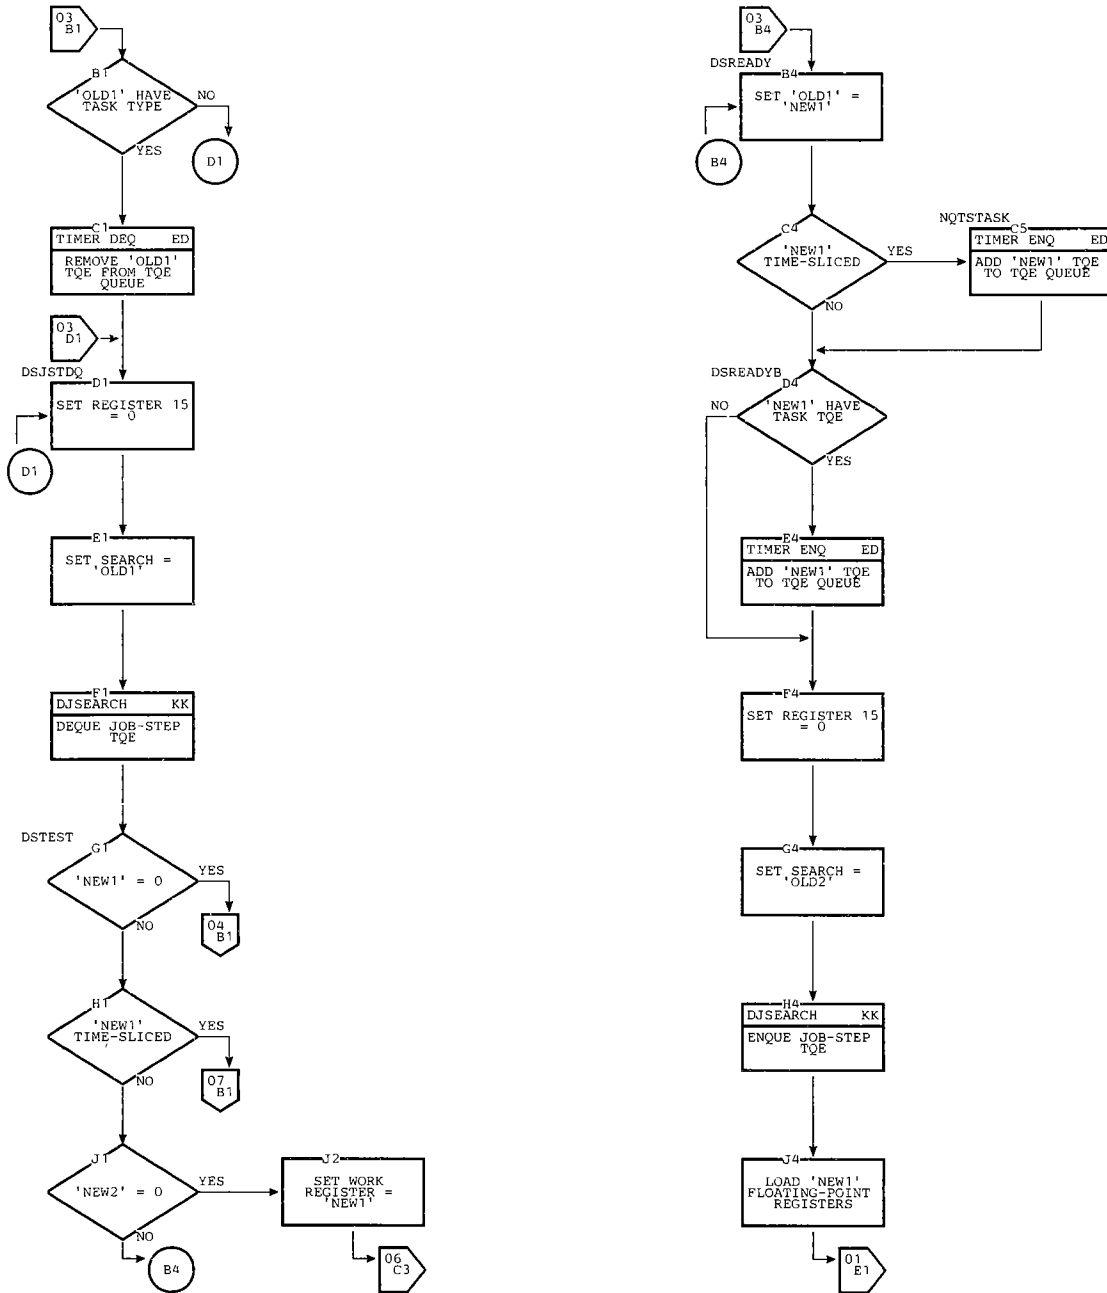 03
B1
B1
'OLD1' HAVE
TASK TYPE
NO
YES
D1
C1
TIMER DEQ ED
REMOVE 'OLD1'
TQE FROM TQE
QUEUE
03
D1
DSJSTDQ
D1
SET REGISTER 15
= 0
D1
E1
SET SEARCH =
'OLD1'
F1
DJSEARCH KK
DEQUE JOB-STEP
TQE
DSTEST
G1
'NEW1' = 0
YES
NO
04
B1
H1
'NEW1'
TIME-SLICED
YES
NO
07
B1
J1
'NEW2' = 0
YES
NO
B4
J2
SET WORK
REGISTER =
'NEW1'
06
C3
03
B4
DSREADY
B4
SET 'OLD1' =
'NEW1'
B4
C4
'NEW1'
TIME-SLICED
YES
NO
NQTSTASK
C5
TIMER ENQ ED
ADD 'NEW1' TQE
TO TQE QUEUE
DSREADYB
D4
'NEW1' HAVE
TASK TQE
NO
YES
E4
TIMER ENQ ED
ADD 'NEW1' TQE
TO TQE QUEUE
F4
SET REGISTER 15
= 0
G4
SET SEARCH =
'OLD2'
H4
DJSEARCH KK
ENQUE JOB-STEP
TQE
J4
LOAD 'NEW1'
FLOATING-POINT
REGISTERS
01
E1